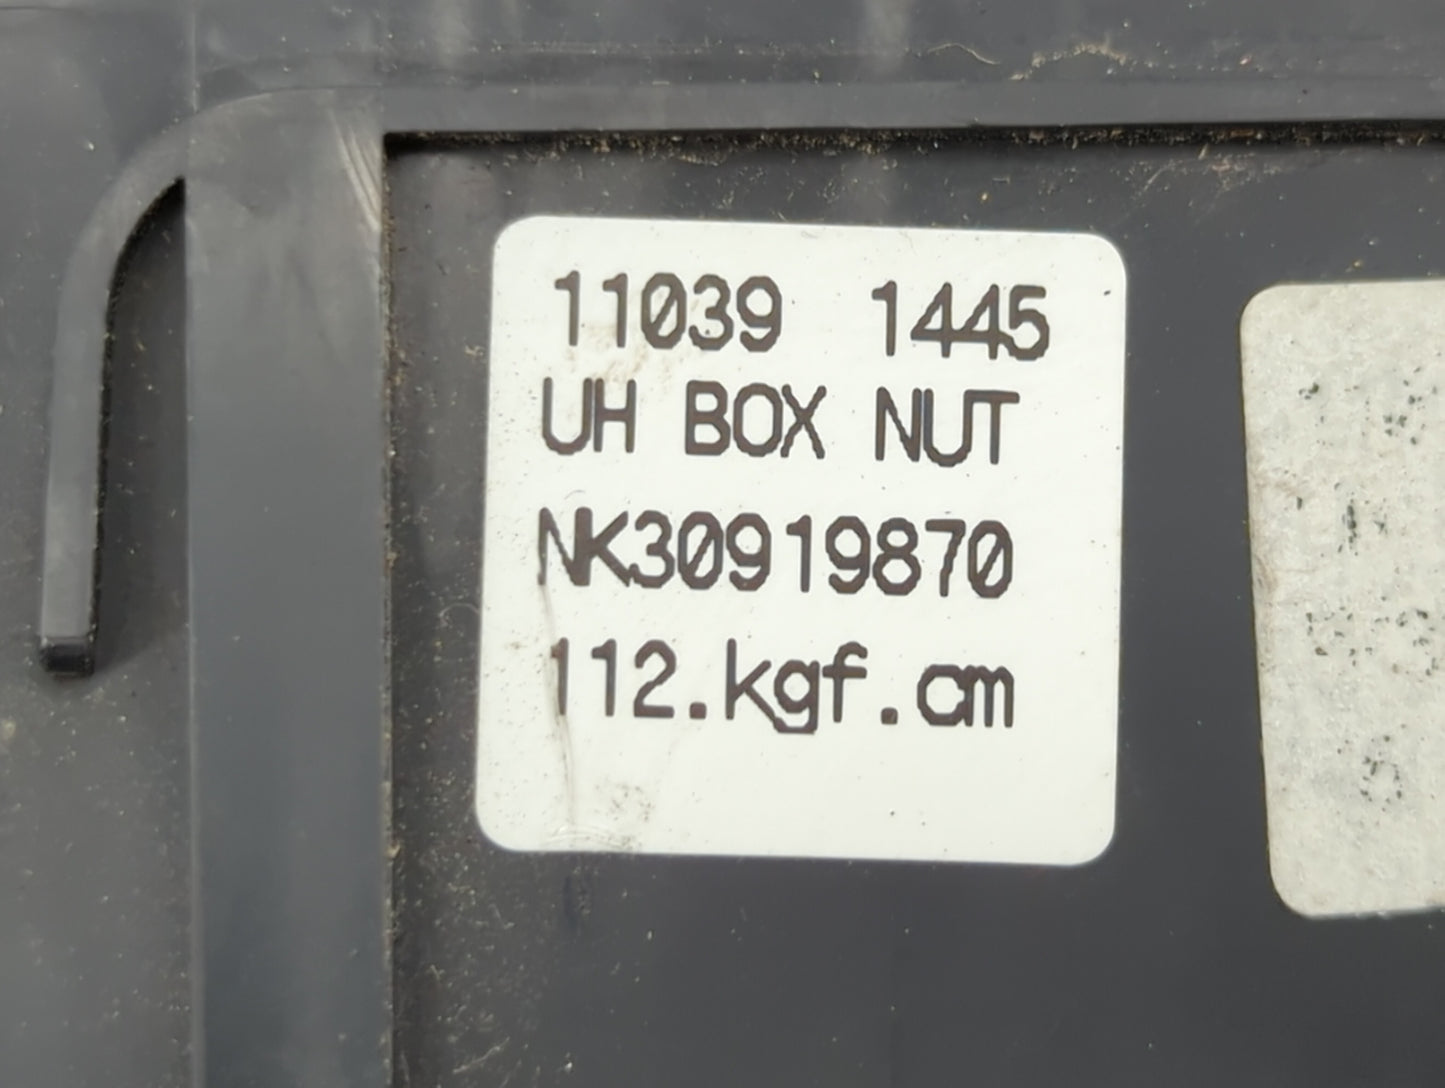 11039 1445
UH BOX NUT
NK30919870
112.kgf.cm